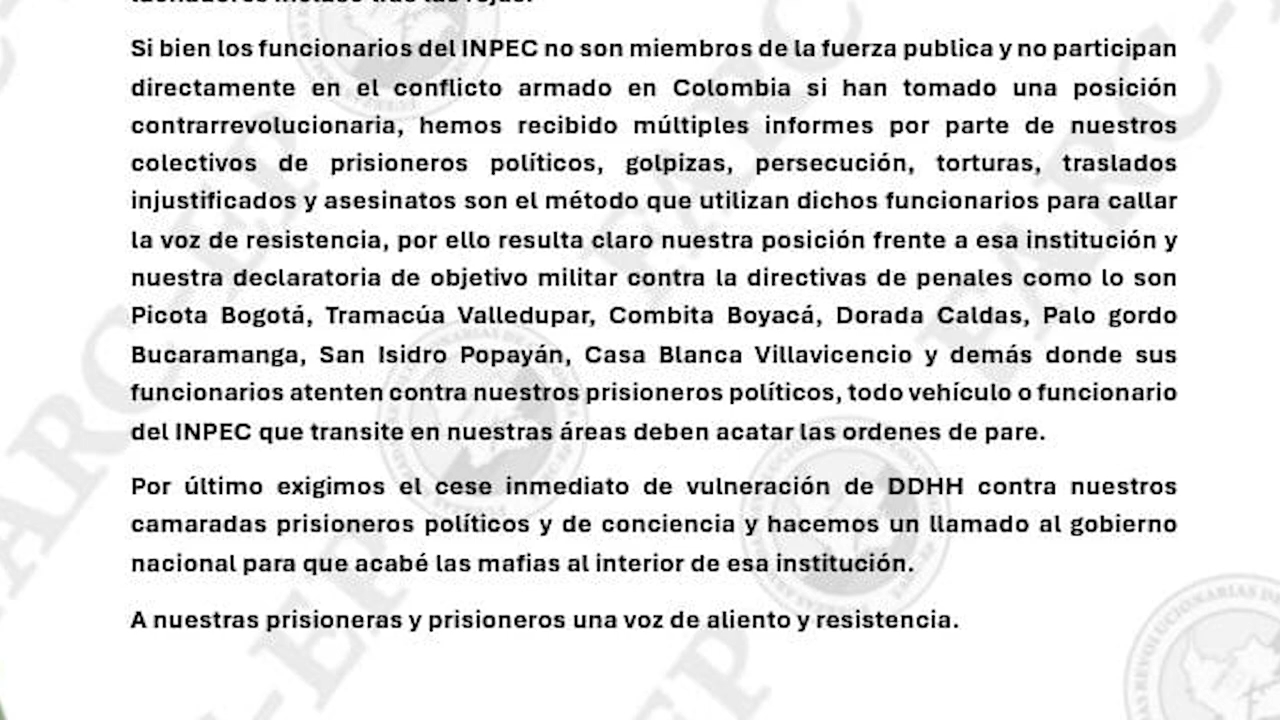 Si bien los funcionarios del INPEC no son miembros de la fuerza publica y no participan
directamente en el conflicto armado en Colombia si han tomado una posición
contrarrevolucionaria, hemos recibido múltiples informes por parte de nuestros
colectivos de prisioneros políticos, golpizas, persecución, torturas, traslados
injustificados y asesinatos son el método que utilizan dichos funcionarios para callar
la voz de resistencia, por ello resulta claro nuestra posición frente a esa institución y
nuestra declaratoria de objetivo militar contra la directivas de penales como lo son
Picota Bogotá, Tramacúa Valledupar, Combita Boyacá, Dorada Caldas, Palo gordo
Bucaramanga, San Isidro Popayán, Casa Blanca Villavicencio y demás donde sus
funcionarios atenten contra nuestros prisioneros políticos, todo vehículo o funcionario
del INPEC que transite en nuestras áreas deben acatar las ordenes de pare.
Por último exigimos el cese inmediato de vulneración de DDHH contra nuestros
camaradas prisioneros políticos y de conciencia y hacemos un llamado al gobierno
nacional para que acabé las mafias al interior de esa institución.
A nuestras prisioneras y prisioneros una voz de aliento y resistencia.
FARC-EP